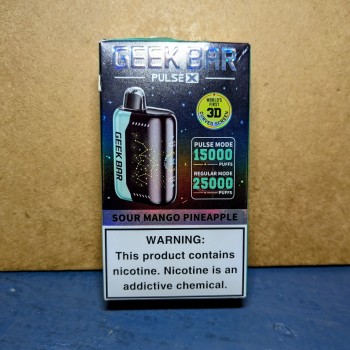 GEEK BAR
PULSE X
WORLD'S
FIRST
3D
CURVED SCREEN
GEEK BAR
PULSE MODE
15000
PUFFS
REGULAR MODE
25000
PUFFS
SOUR MANGO PINEAPPLE
WARNING:
This product contains
nicotine. Nicotine is an
addictive chemical.